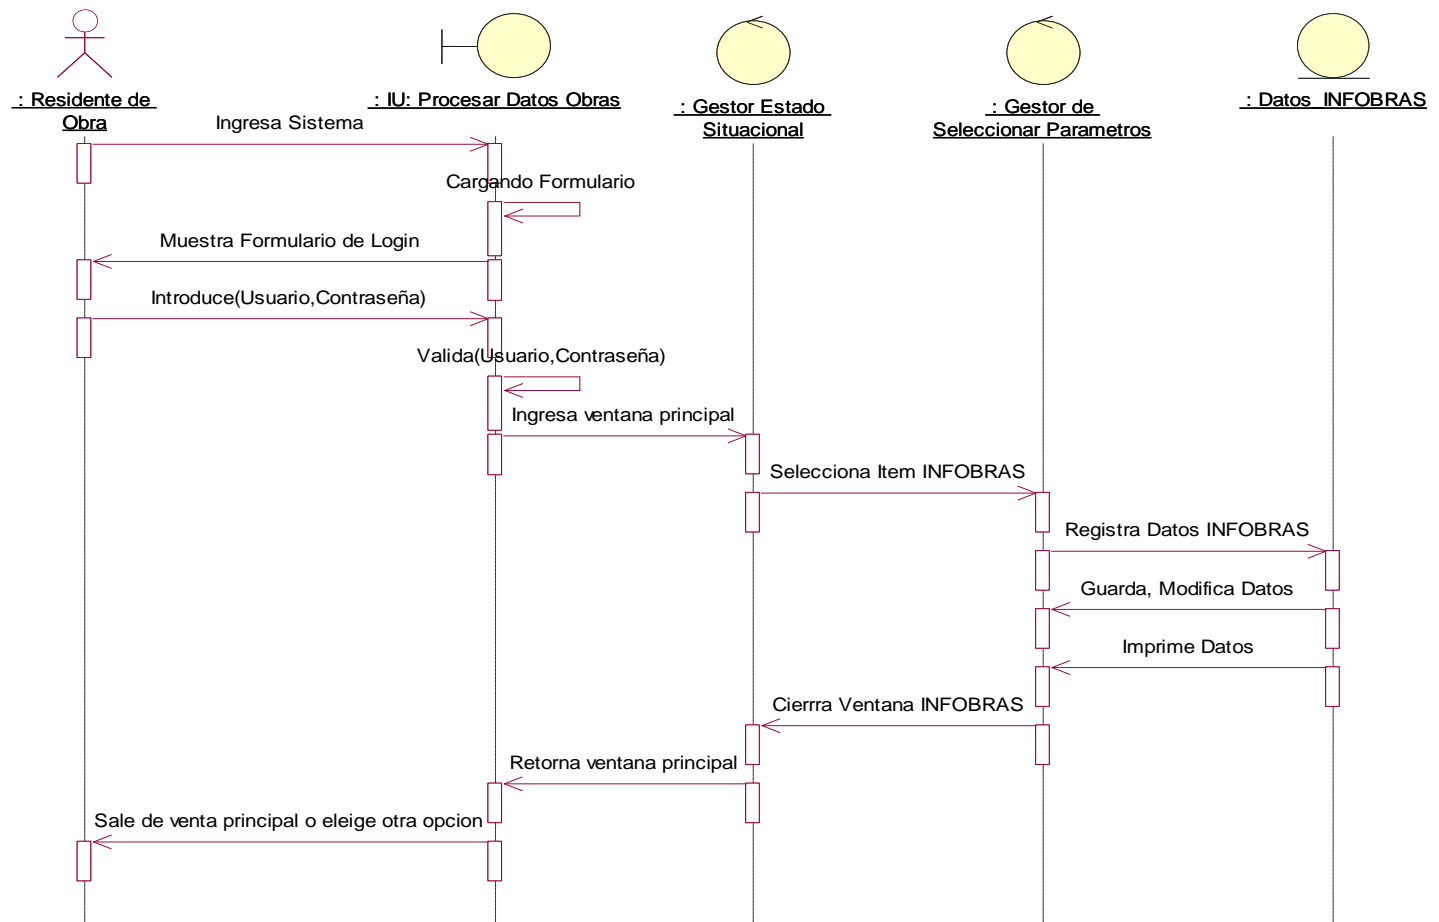 : Residente de
Obra
: IU: Procesar Datos Obras
: Gestor Estado
Situacional
: Gestor de
Seleccionar Parametros
: Datos INFOBRAS
Ingresa Sistema
Cargando Formulario
Muestra Formulario de Login
Introduce(Usuario,Contraseña)
Valida(Usuario,Contraseña)
Ingresa ventana principal
Selecciona Item INFOBRAS
Registra Datos INFOBRAS
Guarda, Modifica Datos
Imprime Datos
Cierrra Ventana INFOBRAS
Retorna ventana principal
Sale de venta principal o eleige otra opcion